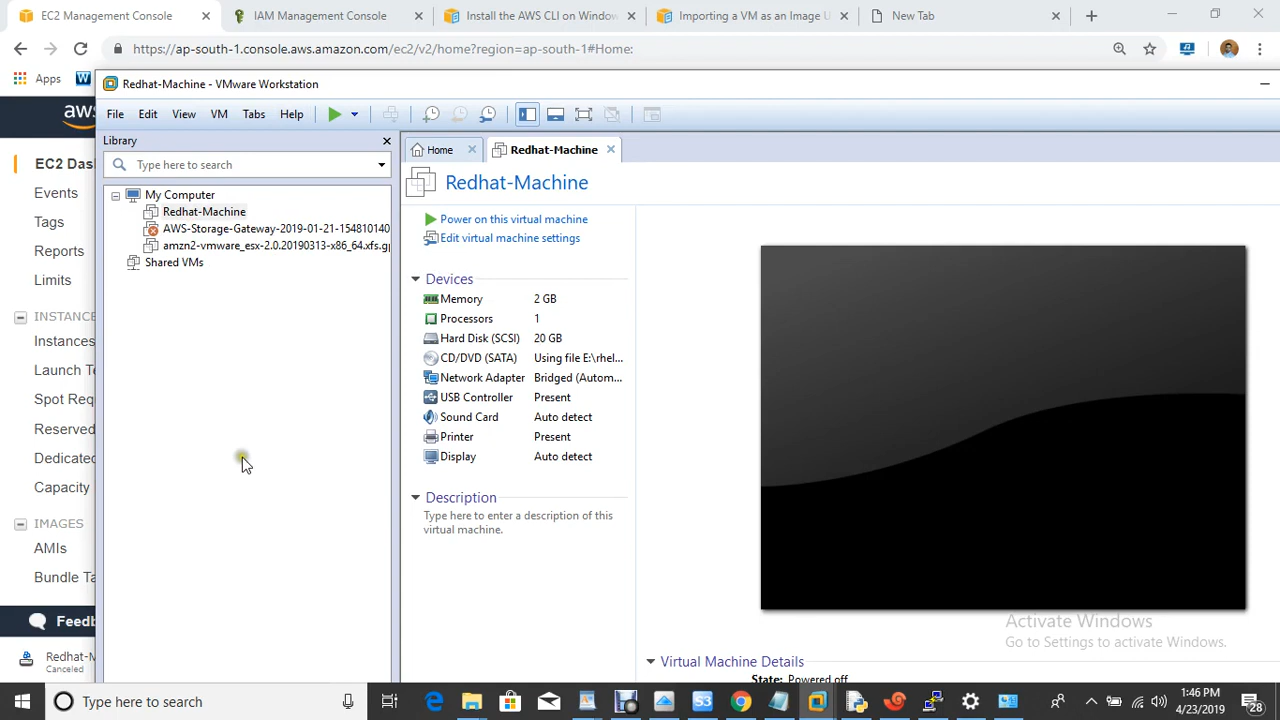 EC2 Management Console
IAM Management Console
Install the AWS CLI on Window
Importing a VM as an Image U
New Tab
https://ap-south-1.console.aws.amazon.com/ec2/v2/home?region=ap-south-1#Home:
Apps
W
aws
Redhat-Machine - VMware Workstation
File Edit View VM Tabs Help
Library
Type here to search
My Computer
Redhat-Machine
AWS-Storage-Gateway-2019-01-21-154810140
amzn2-vmware_esx-2.0.20190313-x86_64.xfs.gp
Shared VMs
Home
Redhat-Machine
Redhat-Machine
Power on this virtual machine
Edit virtual machine settings
Devices
Memory 2 GB
Processors 1
Hard Disk (SCSI) 20 GB
CD/DVD (SATA) Using file E:\rhel...
Network Adapter Bridged (Autom...
USB Controller Present
Sound Card Auto detect
Printer Present
Display Auto detect
Description
Type here to enter a description of this
virtual machine.
Virtual Machine Details
State: Powered off
EC2 Das
Events
Tags
Reports
Limits
INSTANC
Instances
Launch Te
Spot Req
Reserved
Dedicated
Capacity
IMAGES
AMIs
Bundle Ta
Feedb
Redhat-M
Canceled
Activate Windows
Go to Settings to activate Windows.
Type here to search
S3
1:46 PM
4/23/2019
28